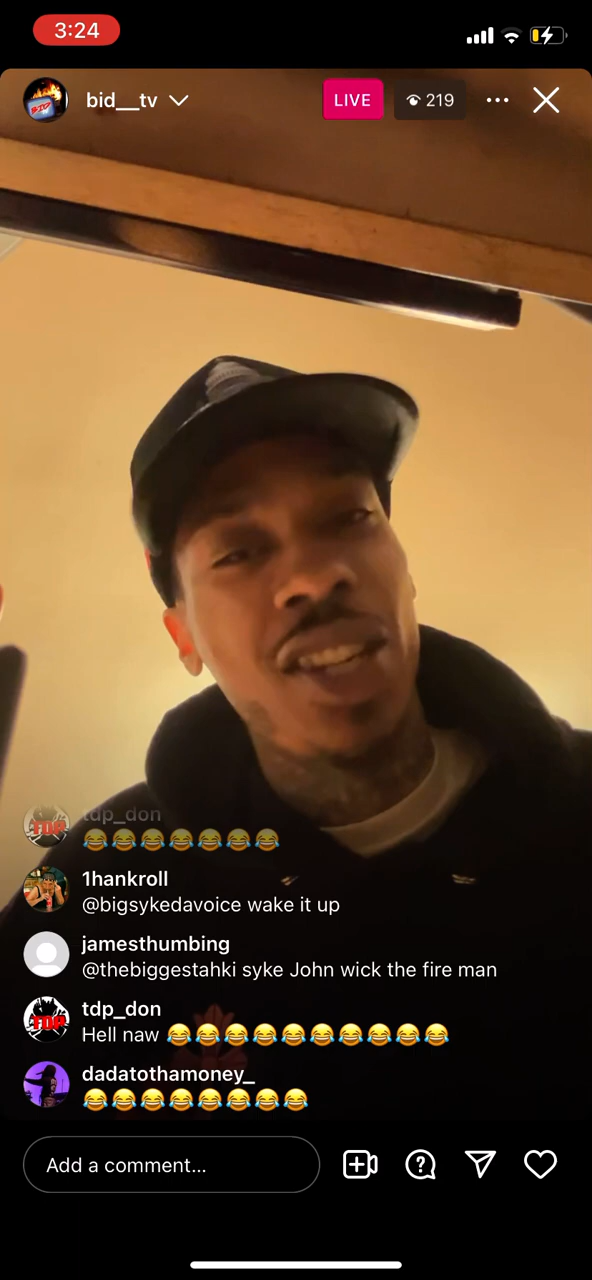 3:24
bid__tv
LIVE
219
tdp_don
😂😂😂😂😂😂😂
1hankroll
@bigsykedavoice wake it up
jamesthumbing
@thebiggestahki syke John wick the fire man
TDP
tdp_don
Hell naw 😂😂😂😂😂😂😂😂😂😂
dadatothamoney_
😂😂😂😂😂😂😂😂
Add a comment...